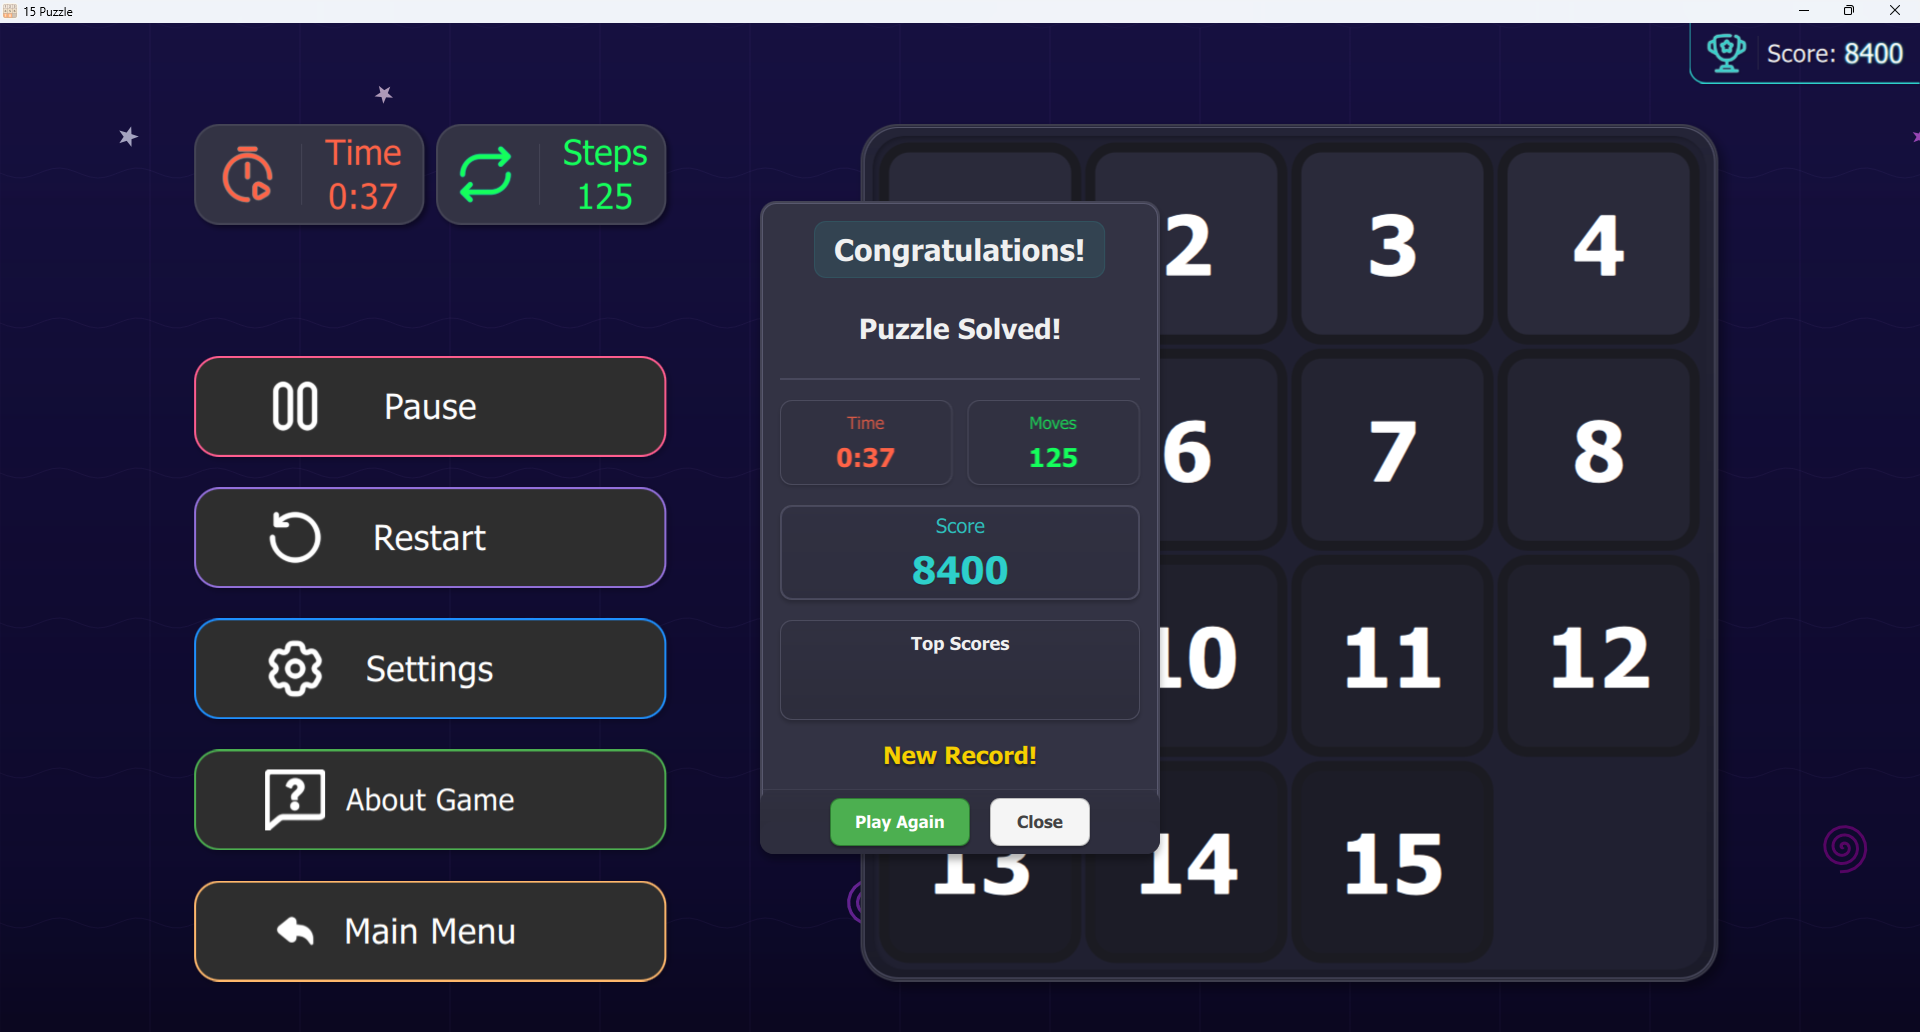 15 Puzzle
Score: 8400
Time
0:37
Steps
125
Pause
Restart
Settings
About Game
Main Menu
Congratulations!
Puzzle Solved!
Time
0:37
Moves
125
Score
8400
Top Scores
New Record!
Play Again
Close
2 3 4
6 7 8
10 11 12
13 14 15